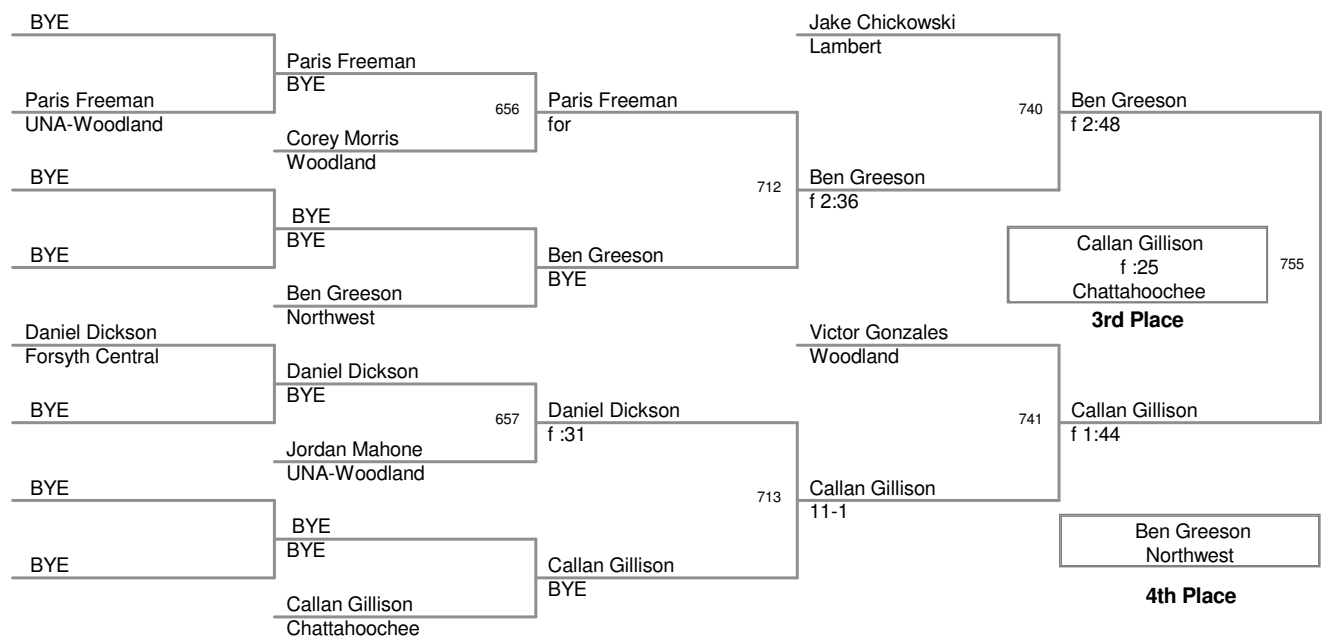 BYE
Paris Freeman
UNA-Woodland
BYE
BYE
Daniel Dickson
Forsyth Central
BYE
BYE
BYE
Paris Freeman
BYE
656
Corey Morris
Woodland
BYE
BYE
Ben Greeson
Northwest
Daniel Dickson
BYE
657
Jordan Mahone
UNA-Woodland
BYE
BYE
Callan Gillison
Chattahoochee
Paris Freeman
for
712
Ben Greeson
BYE
Daniel Dickson
f :31
713
Callan Gillison
BYE
Jake Chickowski
Lambert
740
Ben Greeson
f 2:36
Victor Gonzales
Woodland
741
Callan Gillison
11-1
Ben Greeson
f 2:48
Callan Gillison
f :25
Chattahoochee
755
3rd Place
Callan Gillison
f 1:44
Ben Greeson
Northwest
4th Place